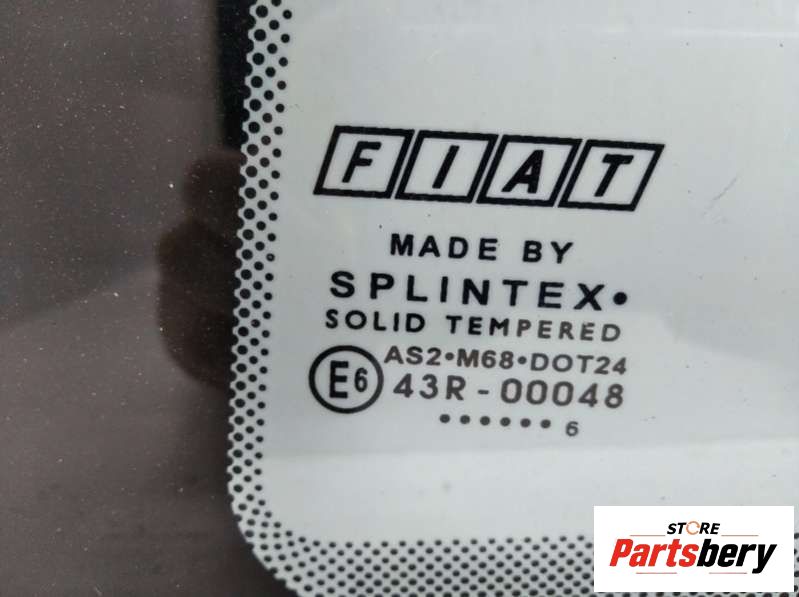 FIAT
MADE BY
SPLINTEX•
SOLID TEMPERED
AS2•M68•DOT24
E6 43R-00048
•••••• 6
STORE
Partsbery